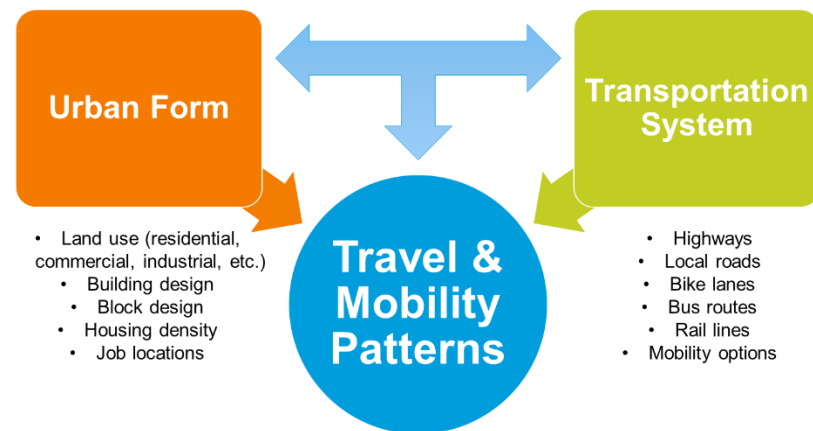 Urban Form
Transportation
System
• Land use (residential,
commercial, industrial, etc.)
• Building design
• Block design
• Housing density
• Job locations
Travel &
Mobility
Patterns
• Highways
• Local roads
• Bike lanes
• Bus routes
• Rail lines
• Mobility options